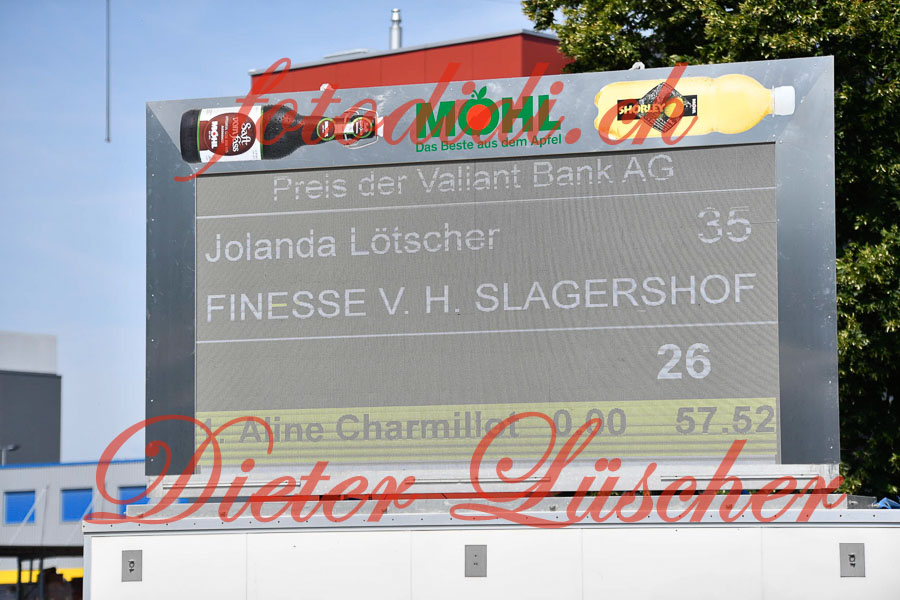 fotodidi.ch
MÖHL
Das Beste aus dem Apfel
MÖHL
Saft
vom Fass
SHORLEY
Preis der Valiant Bank AG
Jolanda Lötscher 35
FINESSE V. H. SLAGERSHOF
26
1. Aline Charmillot 0.00 57.52
Dieter Lüscher